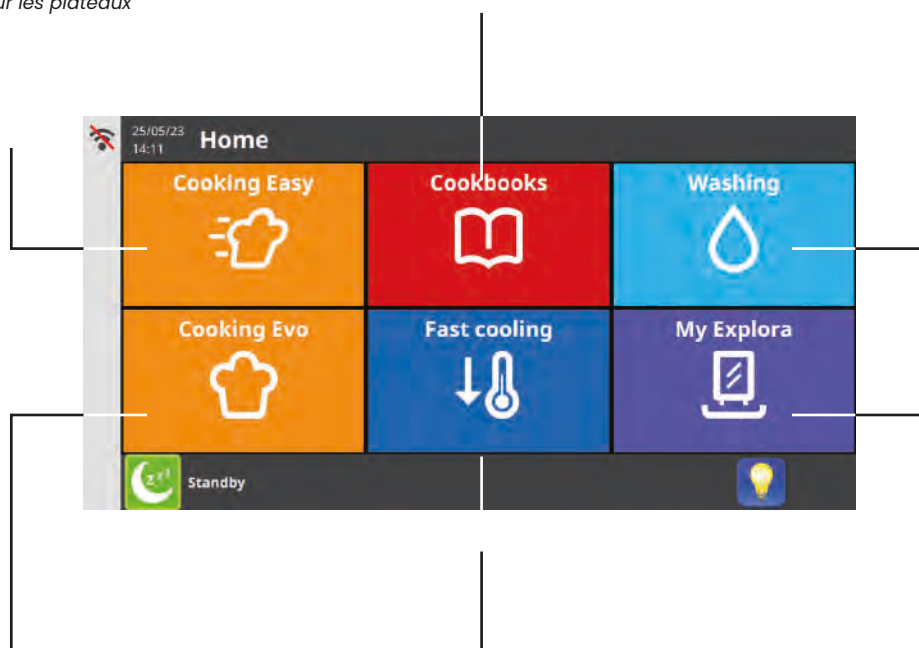 ur les plateaux
25/05/23
14:11
Home
Cooking Easy
Cookbooks
Washing
Cooking Evo
Fast cooling
My Explora
zzz
Standby